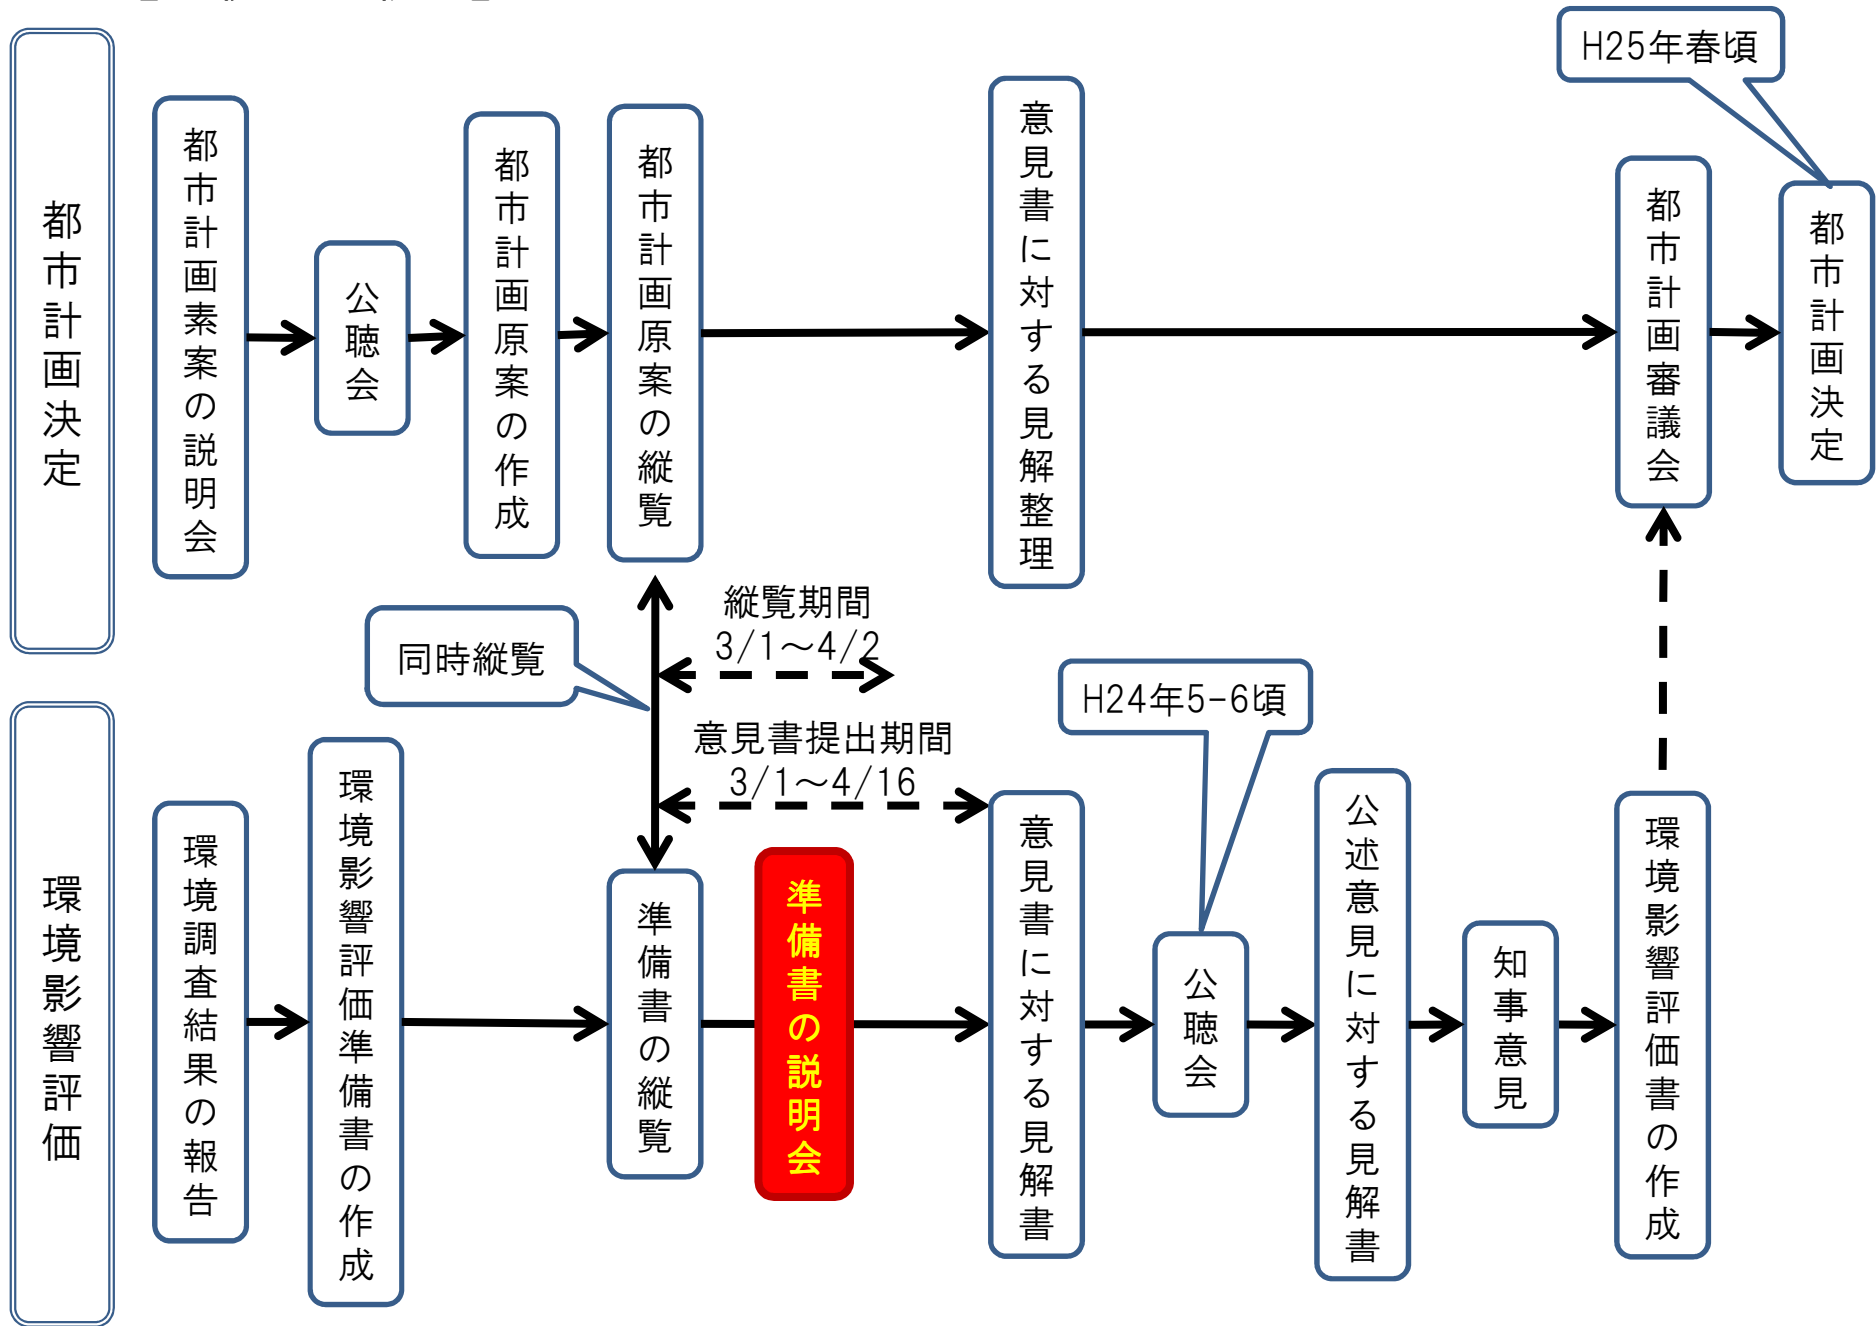 都市計画決定
都市計画素案の説明会
公聴会
都市計画原案の作成
都市計画原案の縦覧
意見書に対する見解整理
都市計画審議会
都市計画決定
H25年春頃
同時縦覧
縦覧期間
3/1～4/2
意見書提出期間
3/1～4/16
H24年5-6頃
環境影響評価
環境調査結果の報告
環境影響評価準備書の作成
準備書の縦覧
準備書の説明会
意見書に対する見解書
公聴会
公述意見に対する見解書
知事意見
環境影響評価書の作成